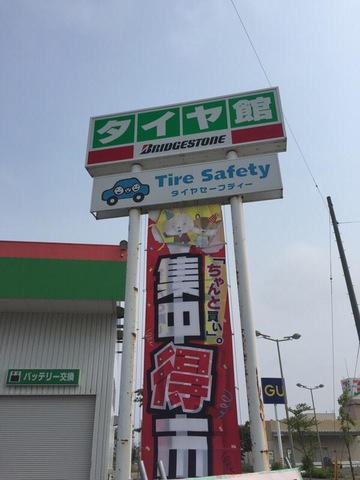 タイヤ館
BRIDGESTONE
Tire Safety
タイヤセーフティー
「ちゃんと買い」。
集中得市
バッテリー交換
GU